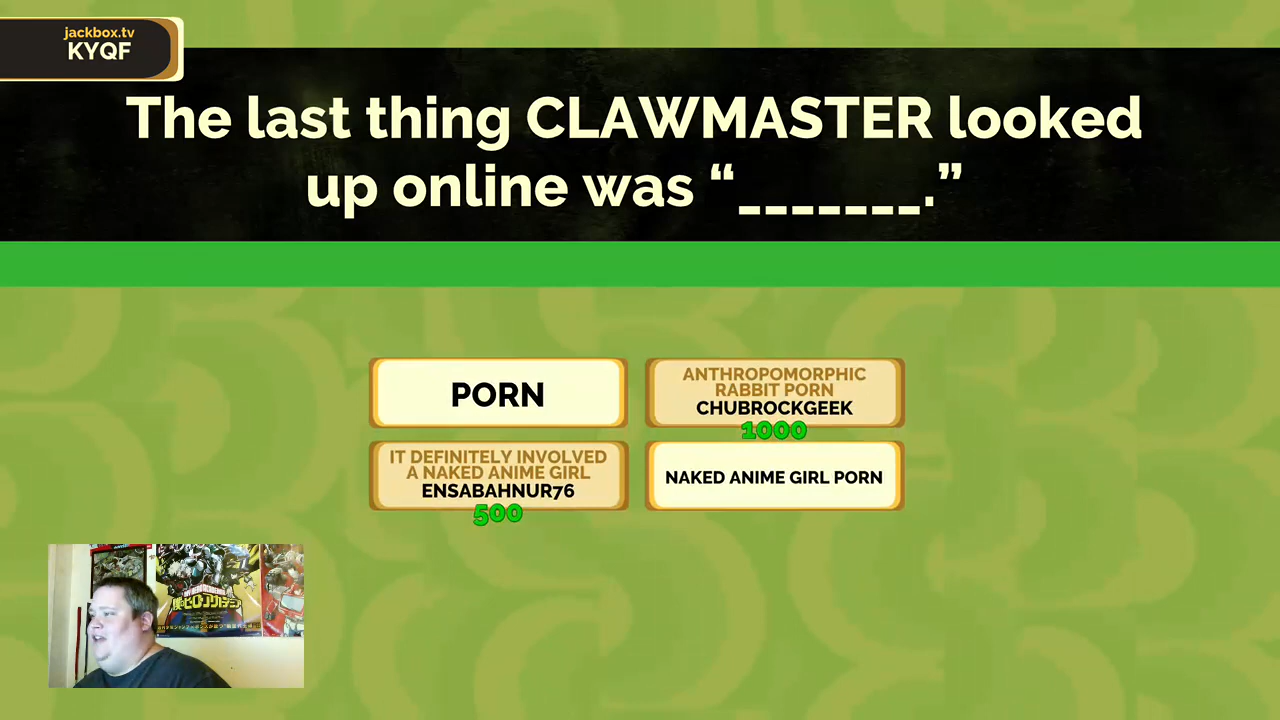 jackbox.tv
KYQF
The last thing CLAWMASTER looked
up online was “_______.”
PORN
ANTHROPOMORPHIC
RABBIT PORN
CHUBROCKGEEK
1000
IT DEFINITELY INVOLVED
A NAKED ANIME GIRL
ENSABAHNUR76
500
NAKED ANIME GIRL PORN